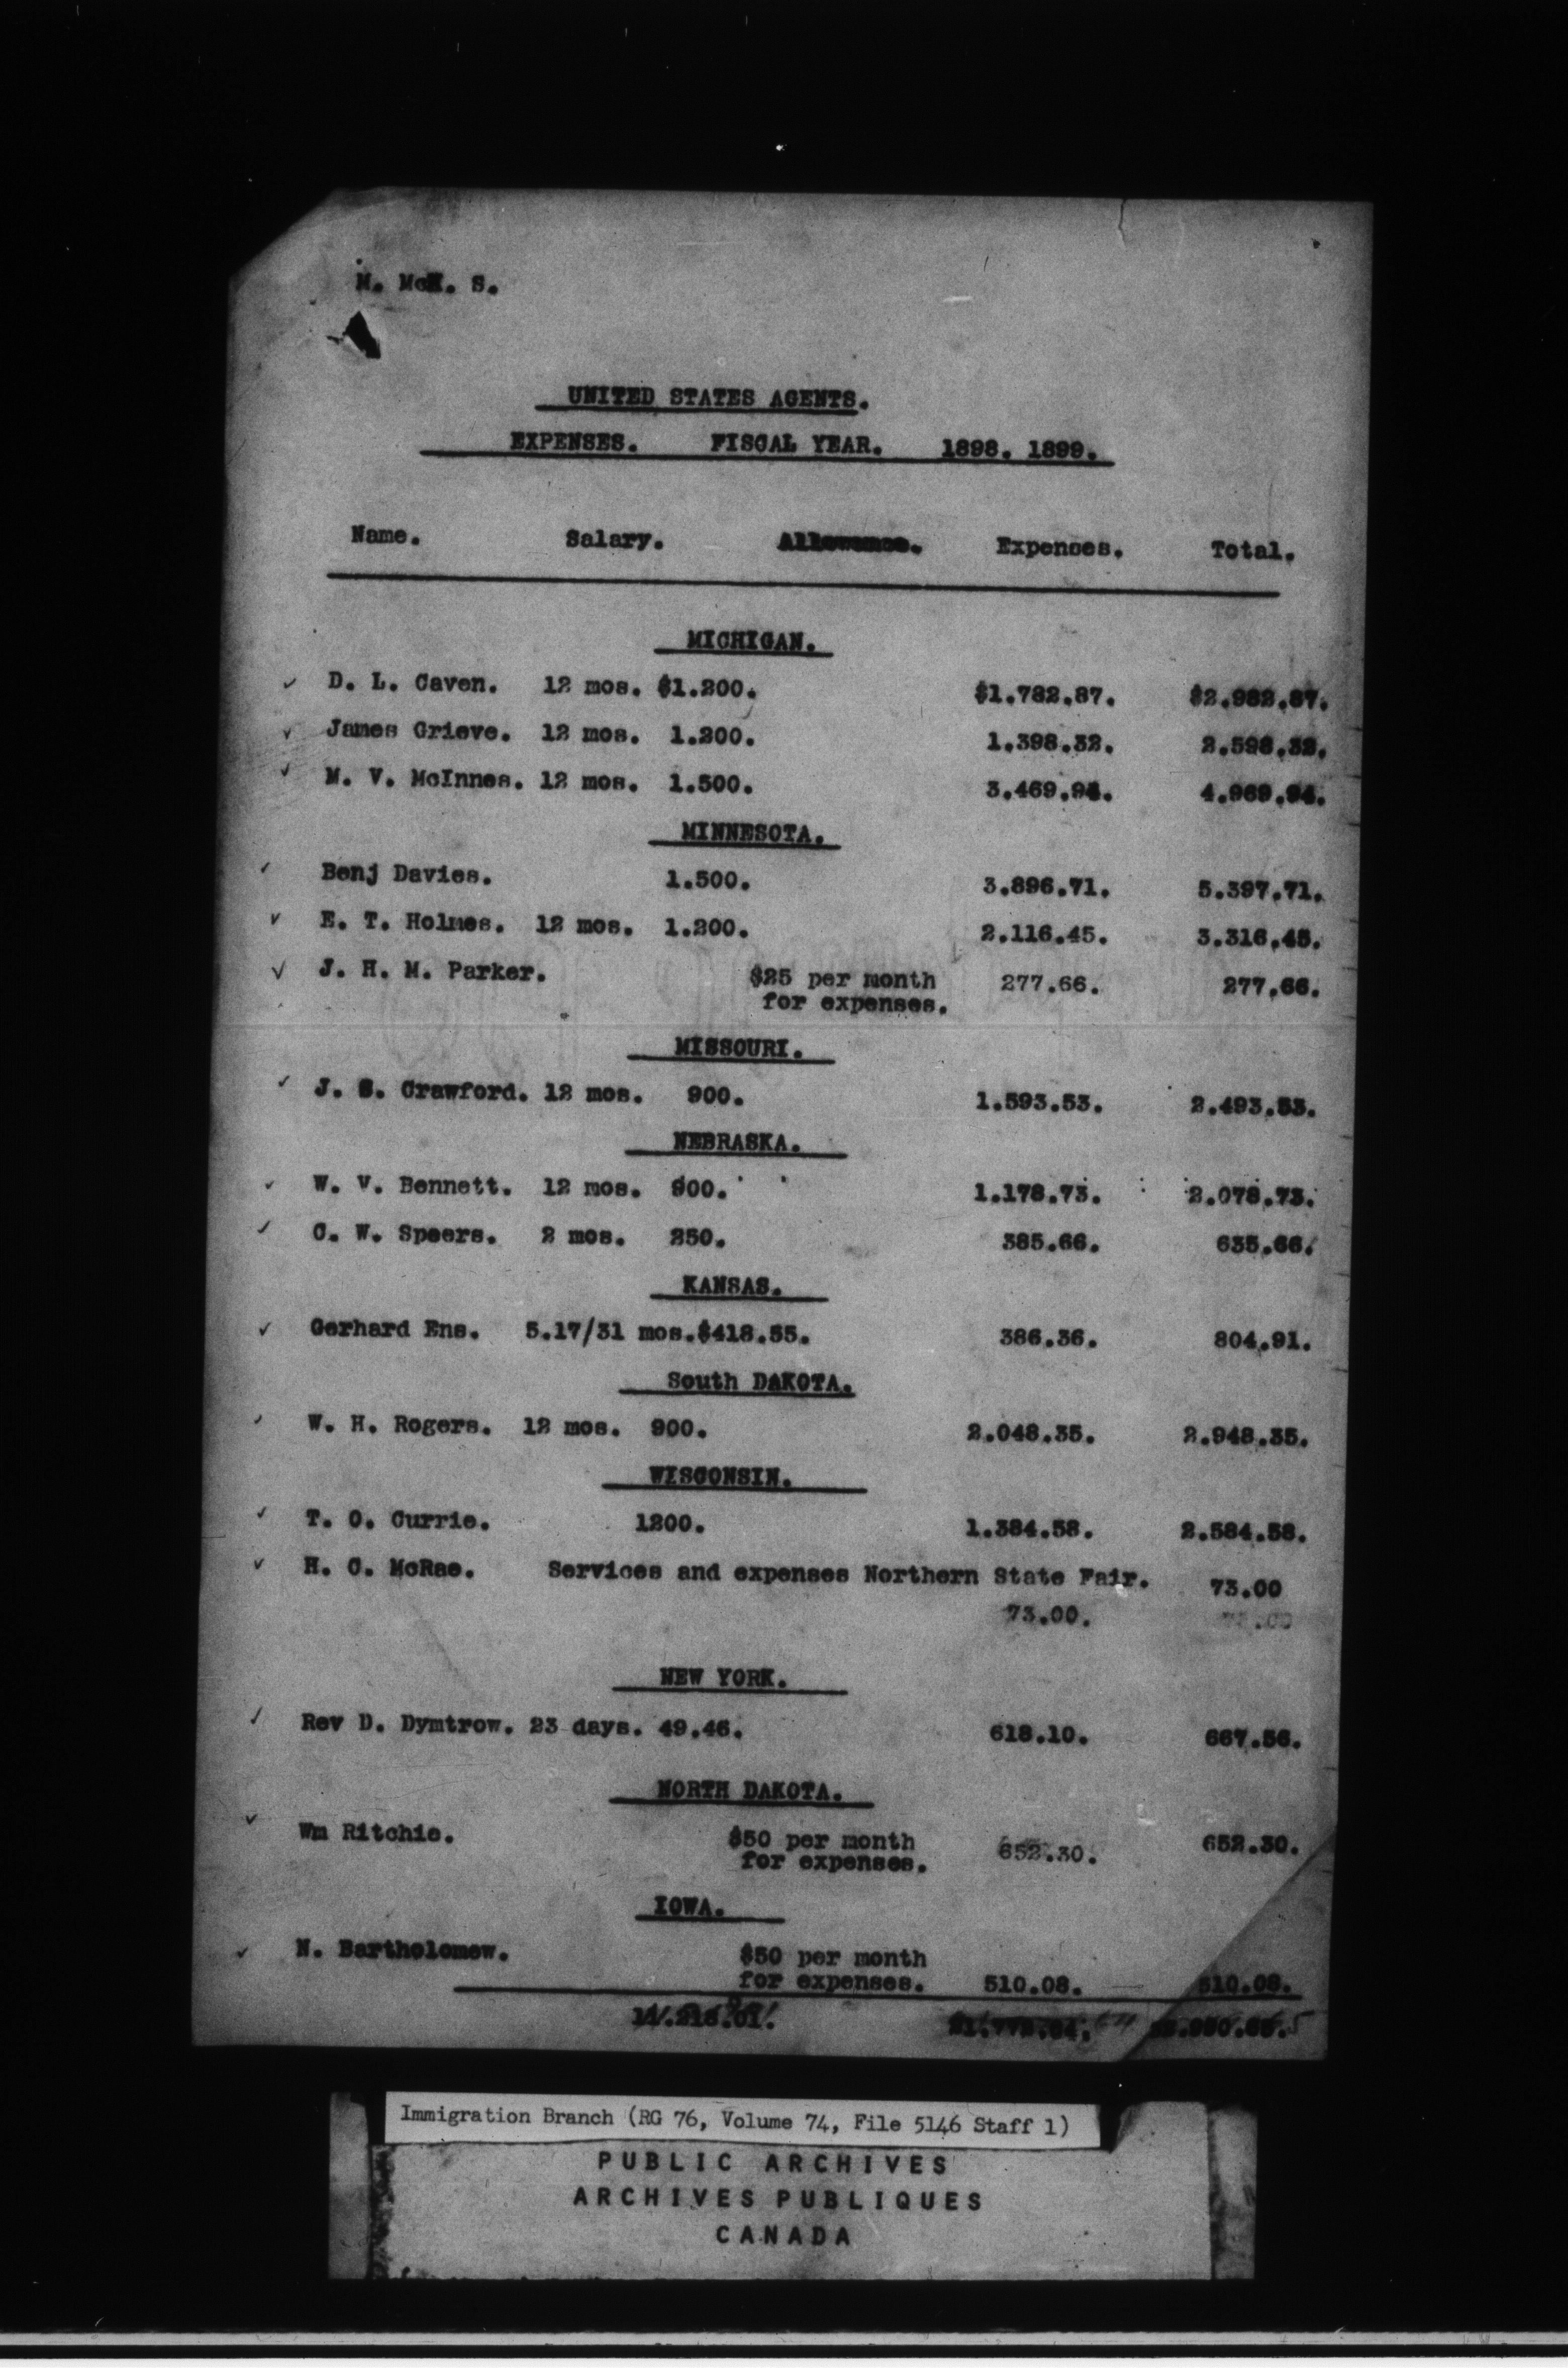 M. McK. S.
UNITED STATES AGENTS.
EXPENSES. FISCAL YEAR. 1898. 1899.
Name. Salary. Allowance. Expenses. Total.
MICHIGAN.
✓ D. L. Caven. 12 mos. $1.200. $1.782.87. $2.982.87.
✓ James Grieve. 12 mos. 1.200. 1.398.32. 2.598.32.
✓ M. V. McInnes. 12 mos. 1.500. 3.469.94. 4.969.94.
MINNESOTA.
✓ Benj Davies. 1.500. 3.896.71. 5.397.71.
✓ E. T. Holmes. 12 mos. 1.200. 2.116.45. 3.316.45.
✓ J. H. M. Parker. $25 per month 277.66. 277.66.
for expenses.
MISSOURI.
✓ J. S. Crawford. 12 mos. 900. 1.593.53. 2.493.53.
NEBRASKA.
✓ W. V. Bennett. 12 mos. 900. 1.178.73. 2.078.73.
✓ C. W. Speers. 2 mos. 250. 385.66. 635.66.
KANSAS.
✓ Gerhard Ens. 5.17/31 mos. $418.55. 386.36. 804.91.
South DAKOTA.
✓ W. H. Rogers. 12 mos. 900. 2.048.35. 2.948.35.
WISCONSIN.
✓ T. O. Currie. 1200. 1.384.58. 2.584.58.
✓ H. C. McRae. Services and expenses Northern State Fair. 73.00
73.00.
NEW YORK.
✓ Rev D. Dymtrow. 23 days. 49.46. 618.10. 667.56.
NORTH DAKOTA.
✓ Wm Ritchie. $50 per month 652.30. 652.30.
for expenses.
IOWA.
✓ N. Bartholomew. $50 per month
for expenses. 510.08. 510.08.
Immigration Branch (RG 76, Volume 74, File 5146 Staff 1)
PUBLIC ARCHIVES
ARCHIVES PUBLIQUES
CANADA